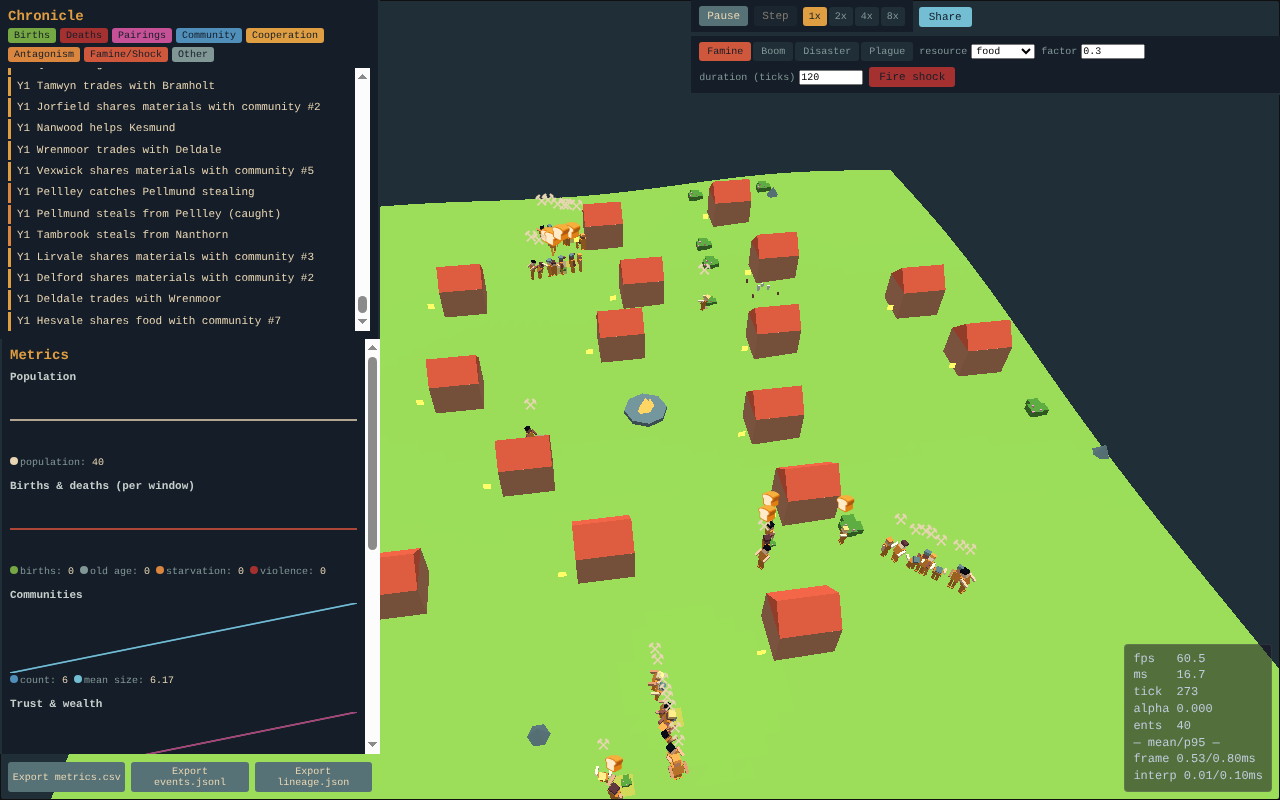 Chronicle
Births Deaths Pairings Community Cooperation
Antagonism Famine/Shock Other
Y1 Tamwyn trades with Bramholt
Y1 Jorfield shares materials with community #2
Y1 Nanwood helps Kesmund
Y1 Wrenmoor trades with Deldale
Y1 Vexwick shares materials with community #5
Y1 Pellley catches Pellmund stealing
Y1 Pellmund steals from Pellley (caught)
Y1 Tambrook steals from Nanthorn
Y1 Lirvale shares materials with community #3
Y1 Delford shares materials with community #2
Y1 Deldale trades with Wrenmoor
Y1 Hesvale shares food with community #7
Metrics
Population
population: 40
Births & deaths (per window)
births: 0 old age: 0 starvation: 0 violence: 0
Communities
count: 6 mean size: 6.17
Trust & wealth
Export metrics.csv
Export events.jsonl
Export lineage.json
Pause Step 1x 2x 4x 8x Share
Famine Boom Disaster Plague resource food factor 0.3
duration (ticks) 120 Fire shock
fps 60.5
ms 16.7
tick 273
alpha 0.000
ents 40
— mean/p95 —
frame 0.53/0.80ms
interp 0.01/0.10ms